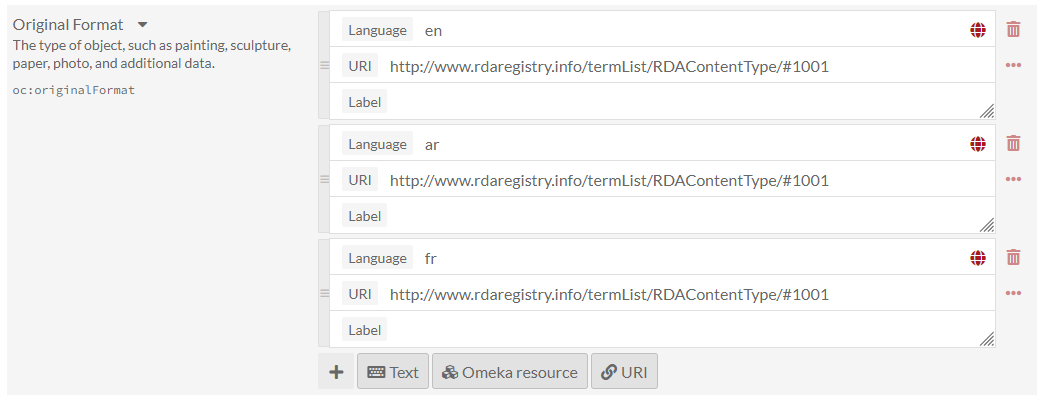 Original Format
The type of object, such as painting, sculpture,
paper, photo, and additional data.
oc:originalFormat
Language en
URI http://www.rdaregistry.info/termList/RDAContentType/#1001
Label
Language ar
URI http://www.rdaregistry.info/termList/RDAContentType/#1001
Label
Language fr
URI http://www.rdaregistry.info/termList/RDAContentType/#1001
Label
Text Omeka resource URI